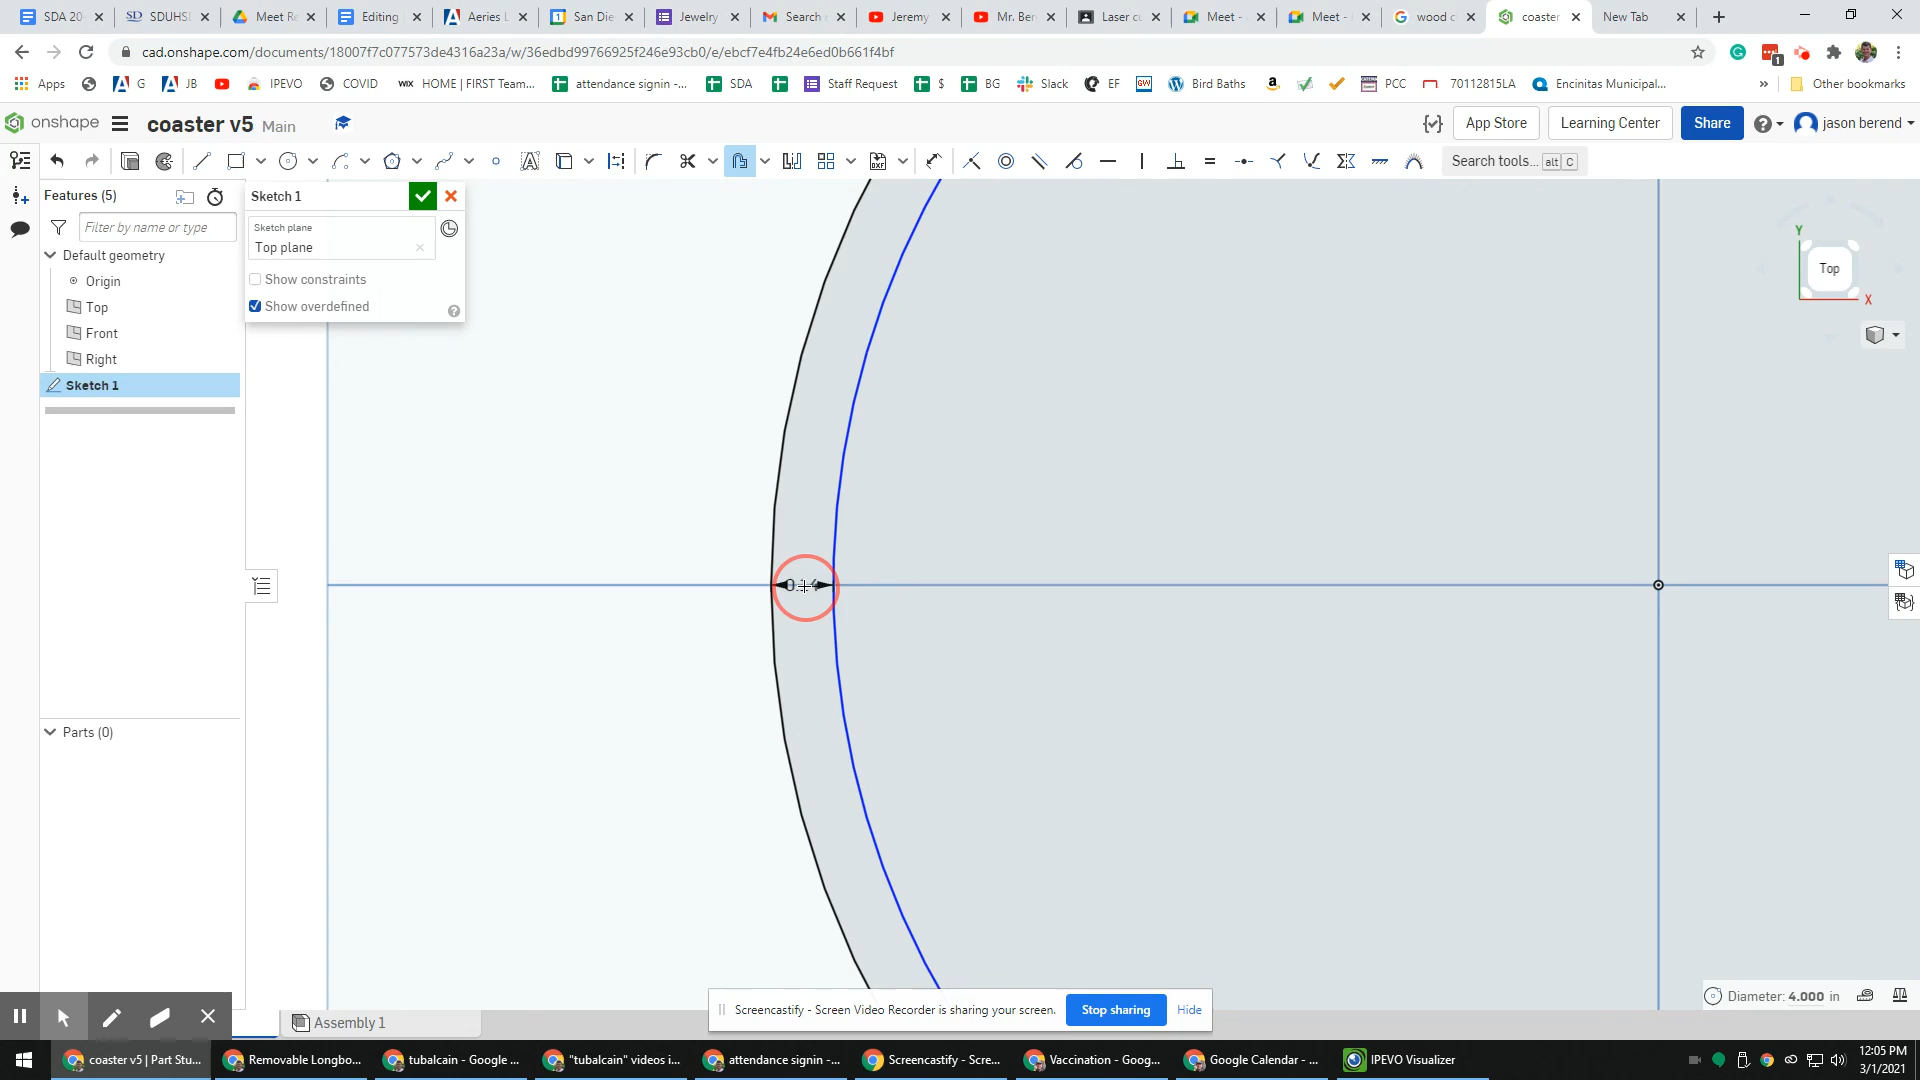 SDA 20
SDUHS
Meet Re
Editing
Aeries L
San Die
Jewelry
Search r
Jeremy
Mr. Ber
Laser cu
Meet -
Meet -
wood c
coaster
New Tab
cad.onshape.com/documents/18007f7c077573de4316a23a/w/36edbd99766925f246e93cb0/e/ebcf7e4fb24e6ed0b661f4bf
Apps
G
JB
IPEVO
COVID
WIX HOME | FIRST Team...
attendance signin -...
SDA
Staff Request
$
BG
Slack
EF
Bird Baths
PCC
70112815LA
Encinitas Municipal...
»
Other bookmarks
onshape
coaster v5 Main
App Store
Learning Center
Share
jason berend
Search tools... alt C
Features (5)
Filter by name or type
Default geometry
Origin
Top
Front
Right
Sketch 1
Parts (0)
Sketch 1
Sketch plane
Top plane
Show constraints
Show overdefined
Y
Top
X
Diameter: 4.000 in
Screencastify - Screen Video Recorder is sharing your screen.
Stop sharing
Hide
Assembly 1
coaster v5 | Part Stu...
Removable Longbo...
tubalcain - Google ...
"tubalcain" videos i...
attendance signin -...
Screencastify - Scre...
Vaccination - Goog...
Google Calendar - ...
IPEVO Visualizer
12:05 PM
3/1/2021